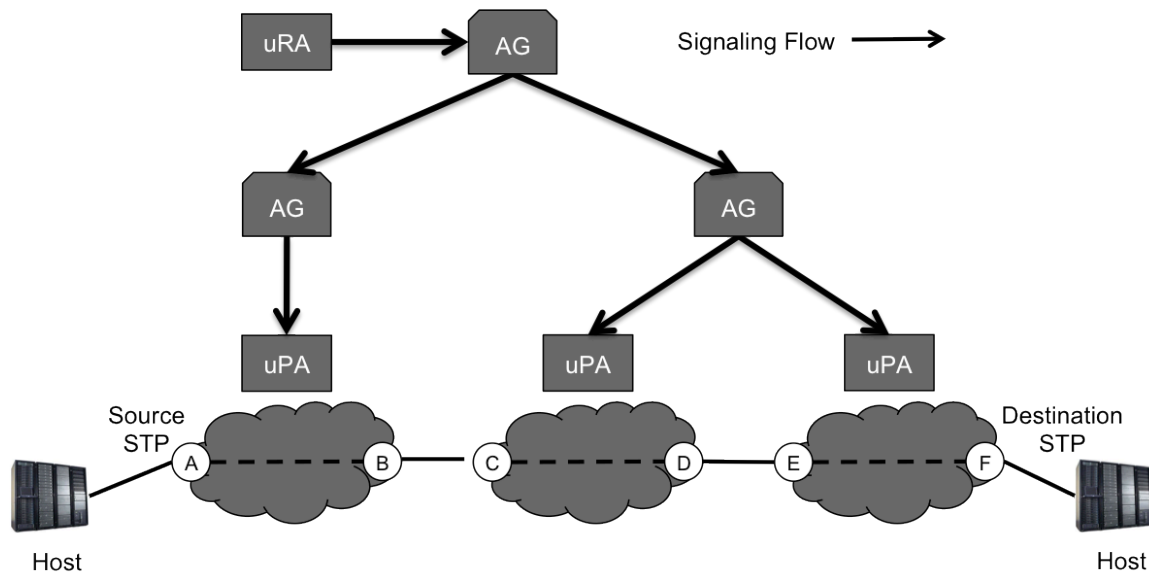 uRA
AG
Signaling Flow
AG
AG
uPA
uPA
uPA
Source
STP
Destination
STP
A
B
C
D
E
F
Host
Host